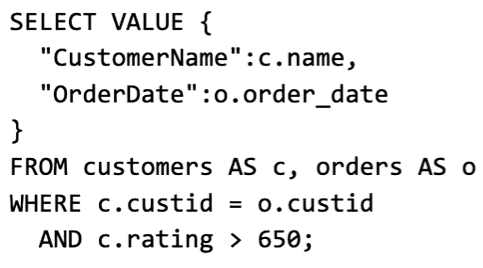 SELECT VALUE {
  "CustomerName":c.name,
  "OrderDate":o.order_date
}
FROM customers AS c, orders AS o
WHERE c.custid = o.custid
  AND c.rating > 650;